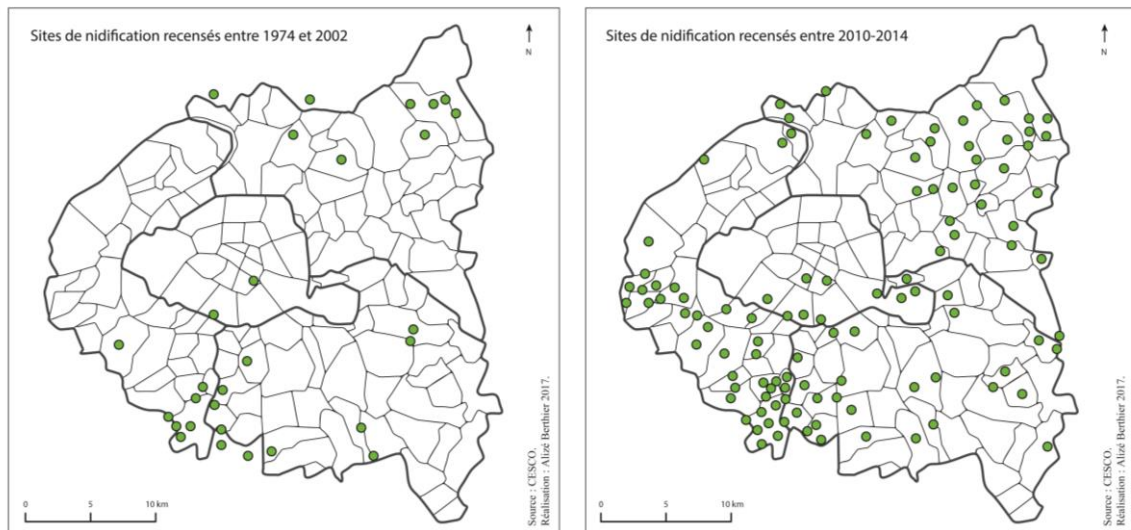 Sites de nidification recensés entre 1974 et 2002
N
0 5 10 km
Source : CESCO.
Réalisation : Alizé Berthier 2017.
Sites de nidification recensés entre 2010-2014
N
0 5 10 km
Source : CESCO.
Réalisation : Alizé Berthier 2017.